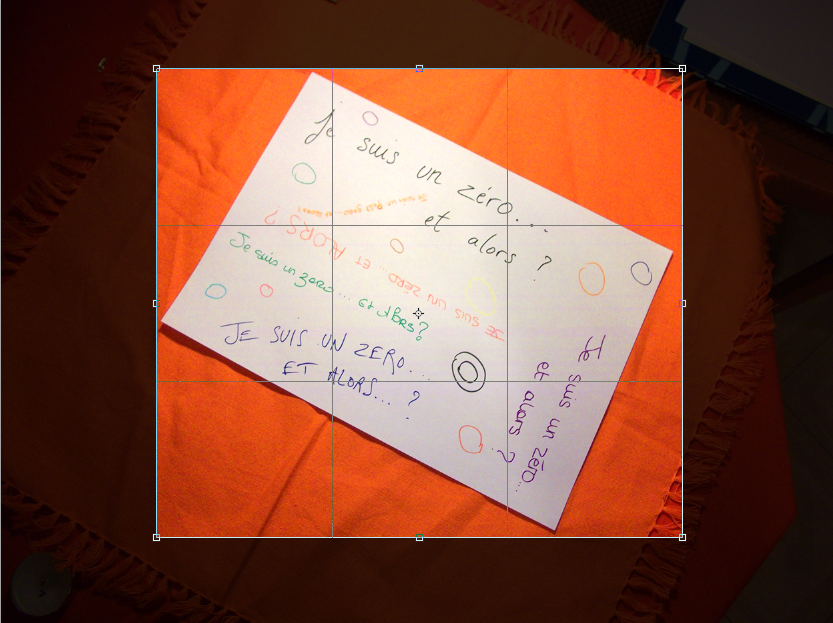 Je suis un zéro...
et alors ?
Je suis un zéro... et alors ?
JE SUIS UN ZERO... ET ALORS ?
Je suis un zero... et alors ?
JE SUIS UN ZERO...
ET ALORS... ?
Je suis un zéro...
et alors ?